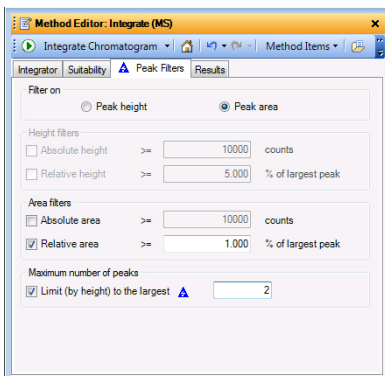 Method Editor: Integrate (MS)
Integrate Chromatogram Method Items
Integrator Suitability Peak Filters Results
Filter on
Peak height Peak area
Height filters
Absolute height >= 10000 counts
Relative height >= 5.000 % of largest peak
Area filters
Absolute area >= 10000 counts
Relative area >= 1.000 % of largest peak
Maximum number of peaks
Limit (by height) to the largest 2